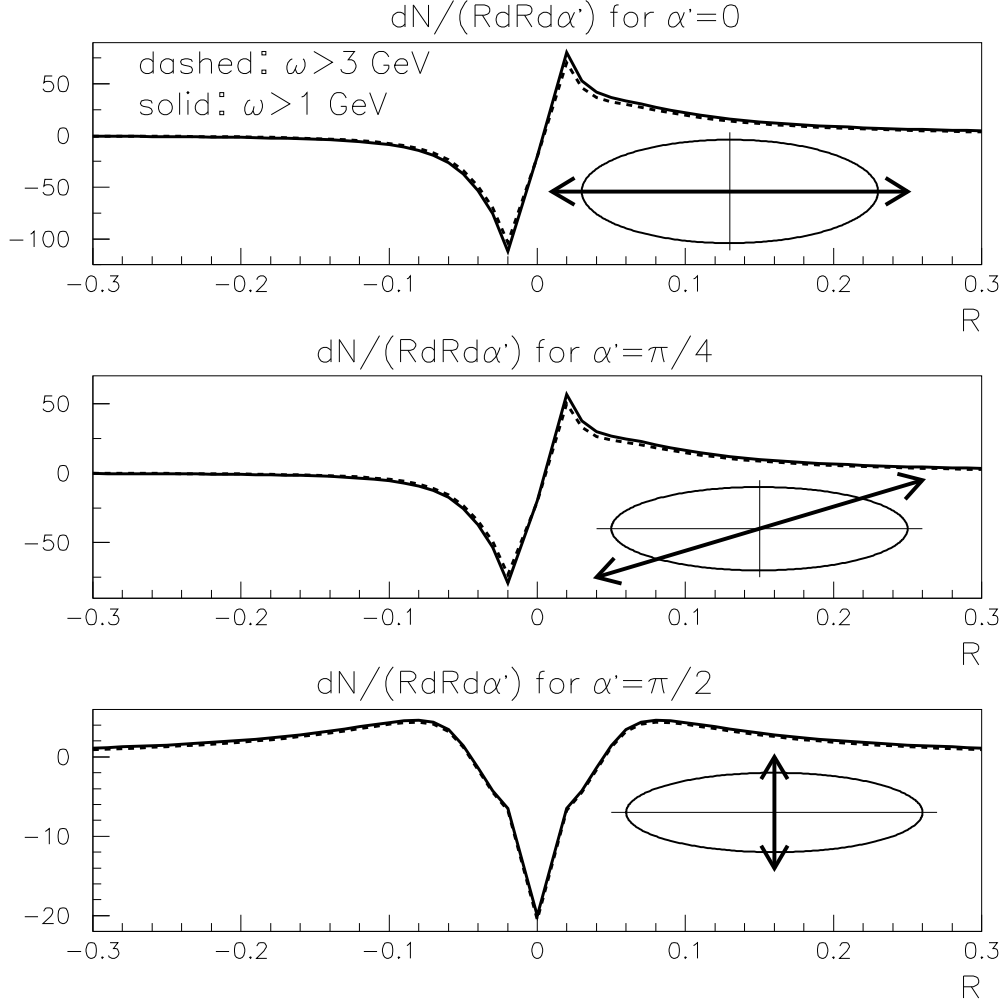 dN/(RdRdα') for α'=0
dashed: ω>3 GeV
solid: ω>1 GeV
50
0
−50
−100
−0.3 −0.2 −0.1 0 0.1 0.2 0.3
R
dN/(RdRdα') for α'=π/4
50
0
−50
−0.3 −0.2 −0.1 0 0.1 0.2 0.3
R
dN/(RdRdα') for α'=π/2
0
−10
−20
−0.3 −0.2 −0.1 0 0.1 0.2 0.3
R